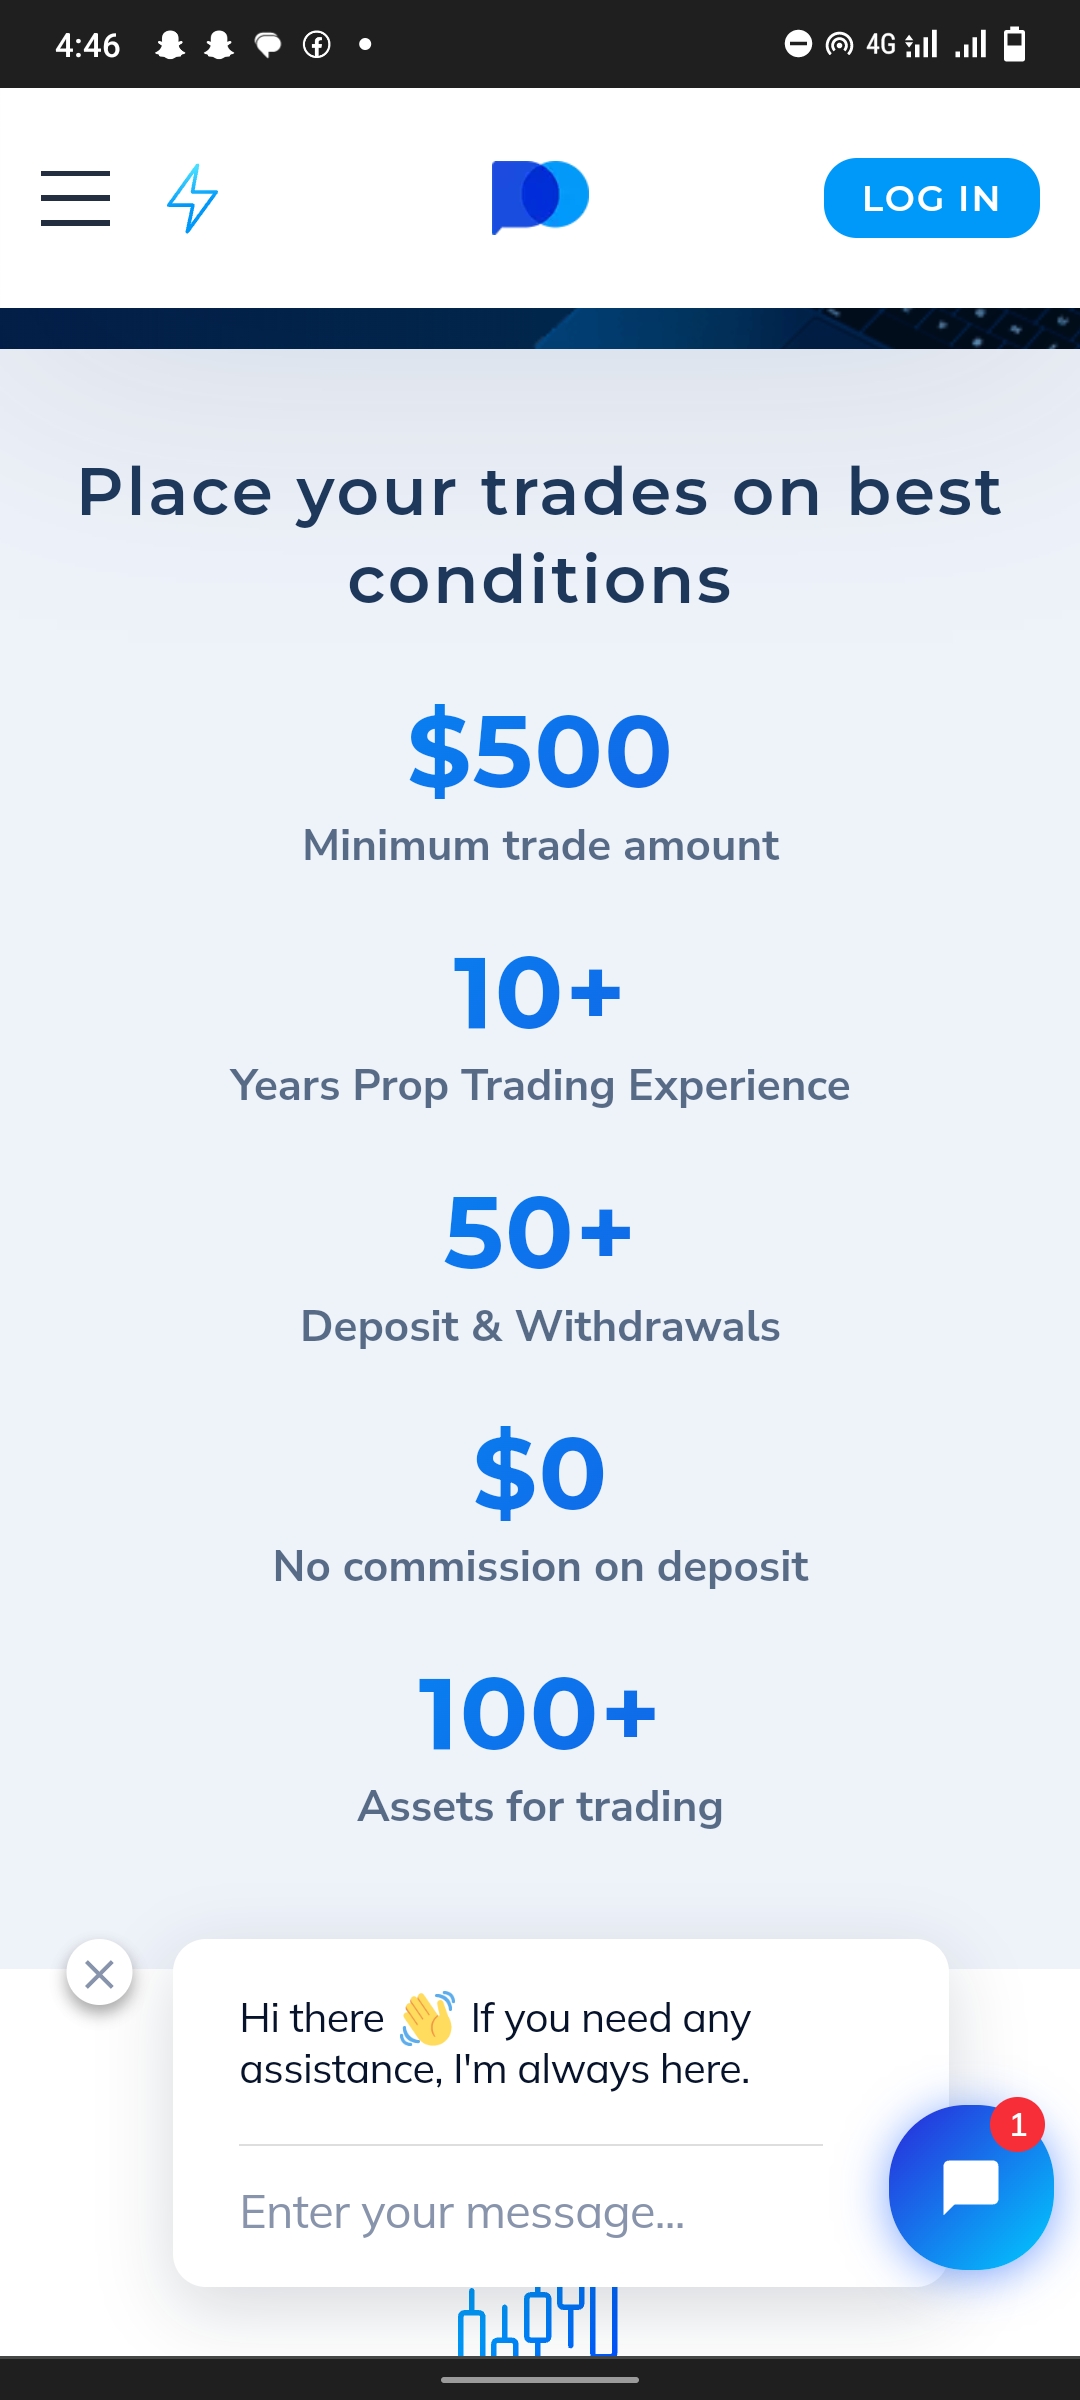 4:46
4G
LOG IN
Place your trades on best
conditions
$500
Minimum trade amount
10+
Years Prop Trading Experience
50+
Deposit & Withdrawals
$0
No commission on deposit
100+
Assets for trading
Hi there 👋 If you need any
assistance, I'm always here.
1
Enter your message...